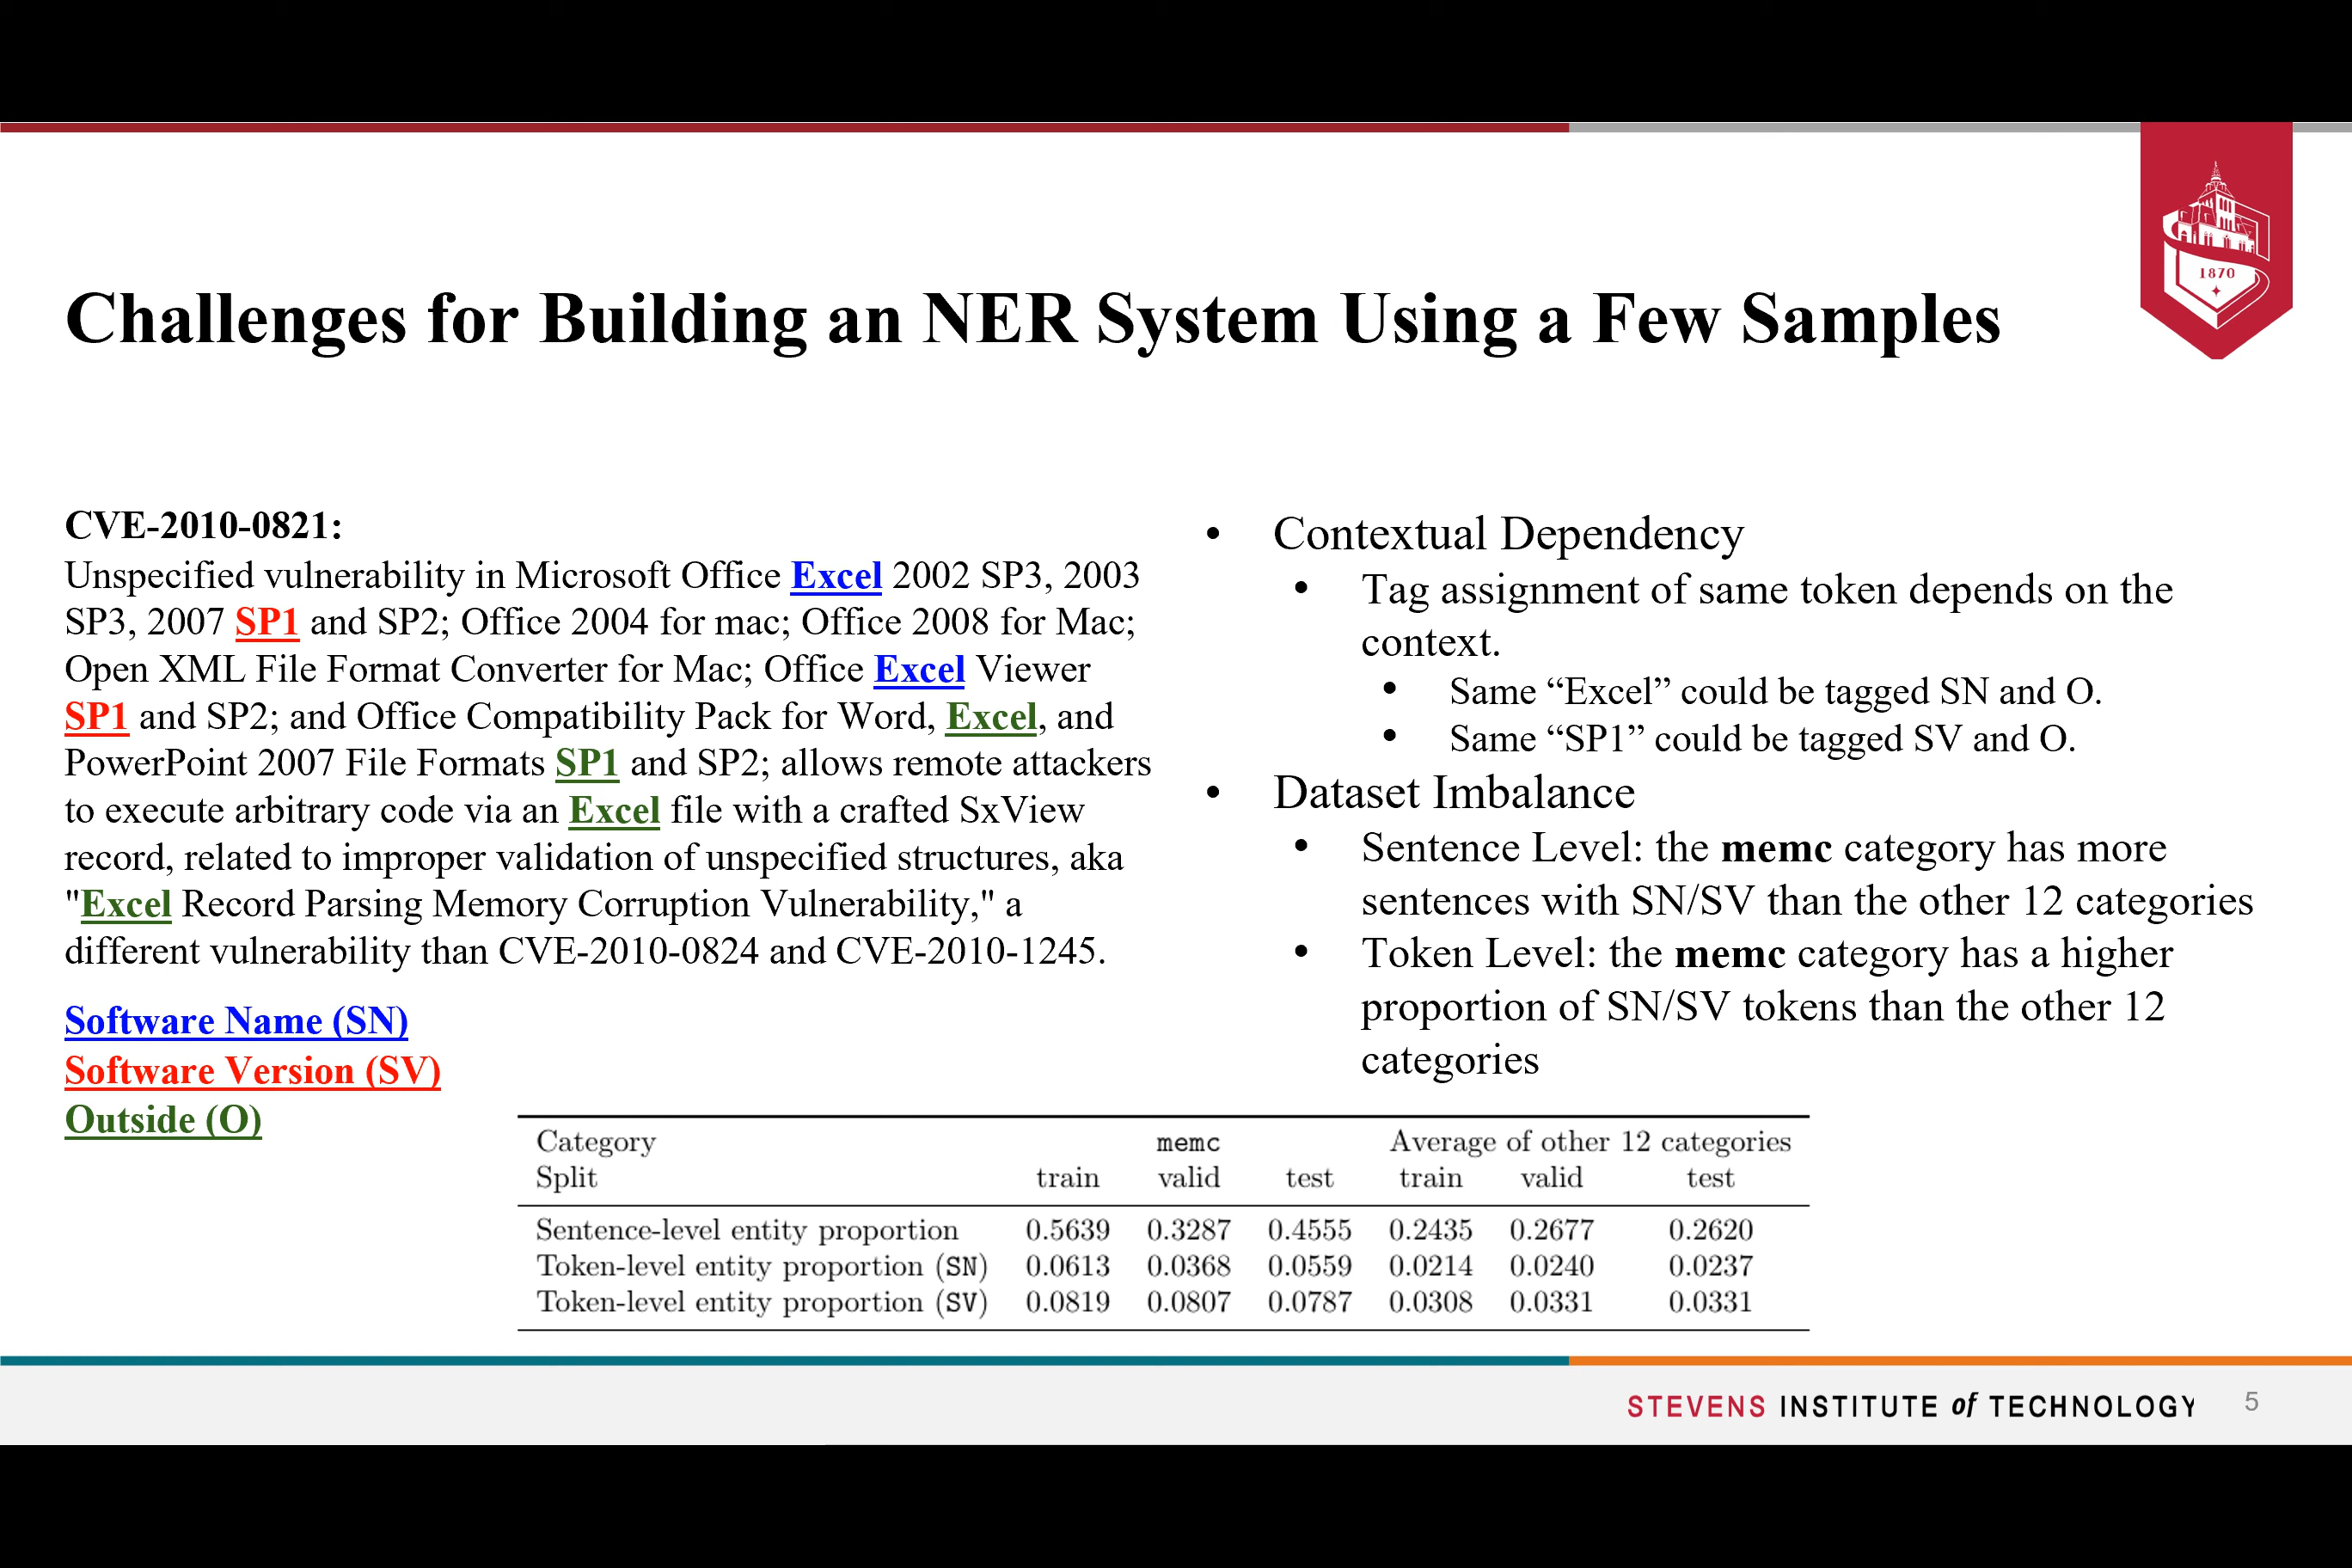 1870
Challenges for Building an NER System Using a Few Samples
CVE-2010-0821:
Unspecified vulnerability in Microsoft Office Excel 2002 SP3, 2003
SP3, 2007 SP1 and SP2; Office 2004 for mac; Office 2008 for Mac;
Open XML File Format Converter for Mac; Office Excel Viewer
SP1 and SP2; and Office Compatibility Pack for Word, Excel, and
PowerPoint 2007 File Formats SP1 and SP2; allows remote attackers
to execute arbitrary code via an Excel file with a crafted SxView
record, related to improper validation of unspecified structures, aka
"Excel Record Parsing Memory Corruption Vulnerability," a
different vulnerability than CVE-2010-0824 and CVE-2010-1245.
Software Name (SN)
Software Version (SV)
Outside (O)
• Contextual Dependency
• Tag assignment of same token depends on the
context.
• Same “Excel” could be tagged SN and O.
• Same “SP1” could be tagged SV and O.
• Dataset Imbalance
• Sentence Level: the memc category has more
sentences with SN/SV than the other 12 categories
• Token Level: the memc category has a higher
proportion of SN/SV tokens than the other 12
categories
Category memc Average of other 12 categories
Split train valid test train valid test
Sentence-level entity proportion 0.5639 0.3287 0.4555 0.2435 0.2677 0.2620
Token-level entity proportion (SN) 0.0613 0.0368 0.0559 0.0214 0.0240 0.0237
Token-level entity proportion (SV) 0.0819 0.0807 0.0787 0.0308 0.0331 0.0331
STEVENS INSTITUTE of TECHNOLOGY 5